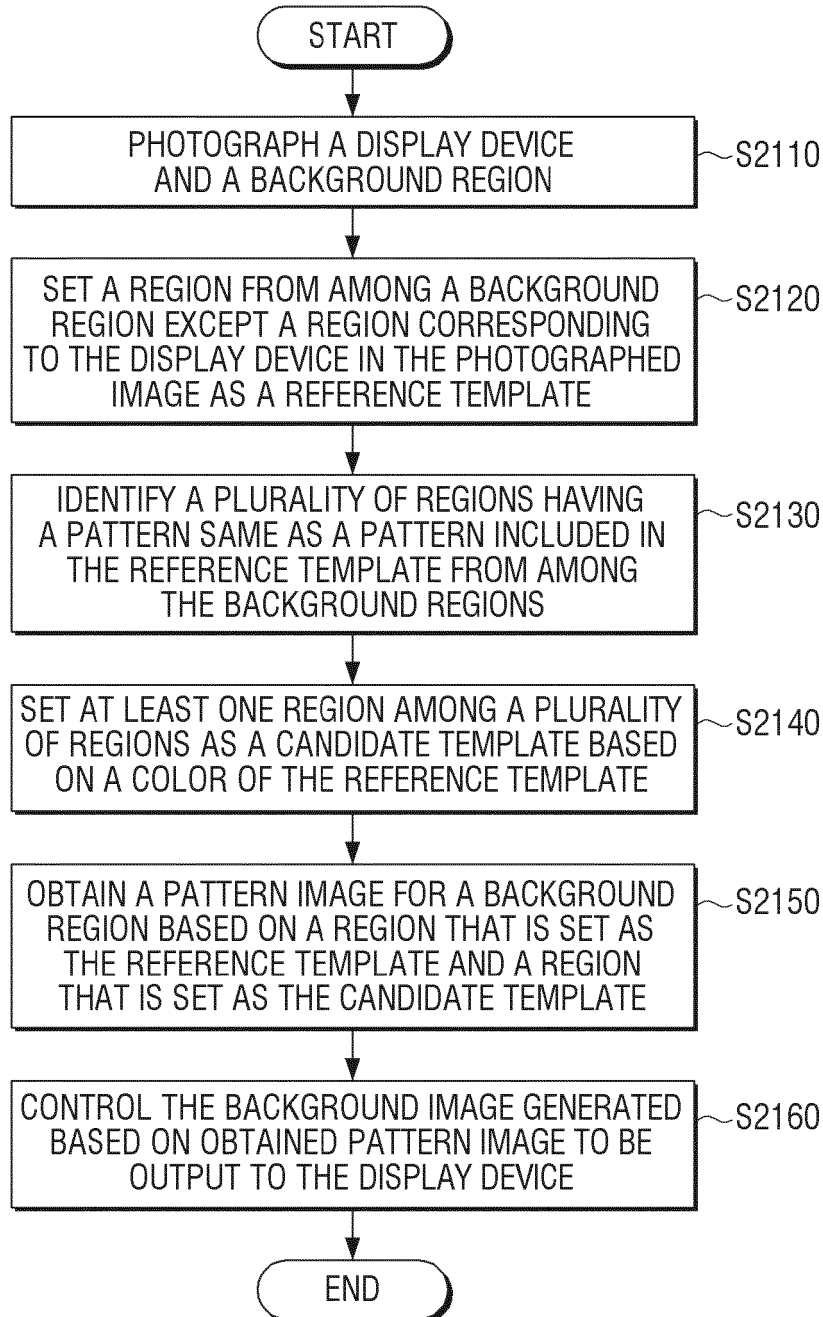 START
PHOTOGRAPH A DISPLAY DEVICE
AND A BACKGROUND REGION
S2110
SET A REGION FROM AMONG A BACKGROUND
REGION EXCEPT A REGION CORRESPONDING
TO THE DISPLAY DEVICE IN THE PHOTOGRAPHED
IMAGE AS A REFERENCE TEMPLATE
S2120
IDENTIFY A PLURALITY OF REGIONS HAVING
A PATTERN SAME AS A PATTERN INCLUDED IN
THE REFERENCE TEMPLATE FROM AMONG
THE BACKGROUND REGIONS
S2130
SET AT LEAST ONE REGION AMONG A PLURALITY
OF REGIONS AS A CANDIDATE TEMPLATE BASED
ON A COLOR OF THE REFERENCE TEMPLATE
S2140
OBTAIN A PATTERN IMAGE FOR A BACKGROUND
REGION BASED ON A REGION THAT IS SET AS
THE REFERENCE TEMPLATE AND A REGION
THAT IS SET AS THE CANDIDATE TEMPLATE
S2150
CONTROL THE BACKGROUND IMAGE GENERATED
BASED ON OBTAINED PATTERN IMAGE TO BE
OUTPUT TO THE DISPLAY DEVICE
S2160
END